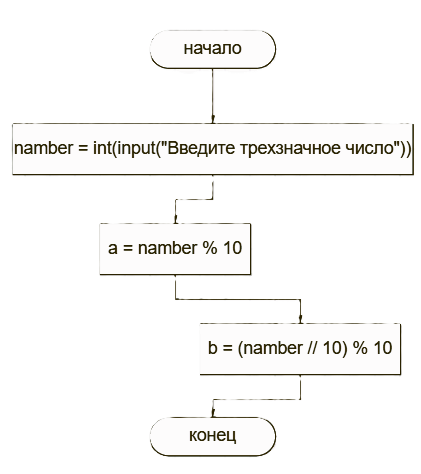 начало
namber = int(input("Введите трехзначное число"))
a = namber % 10
b = (namber // 10) % 10
конец